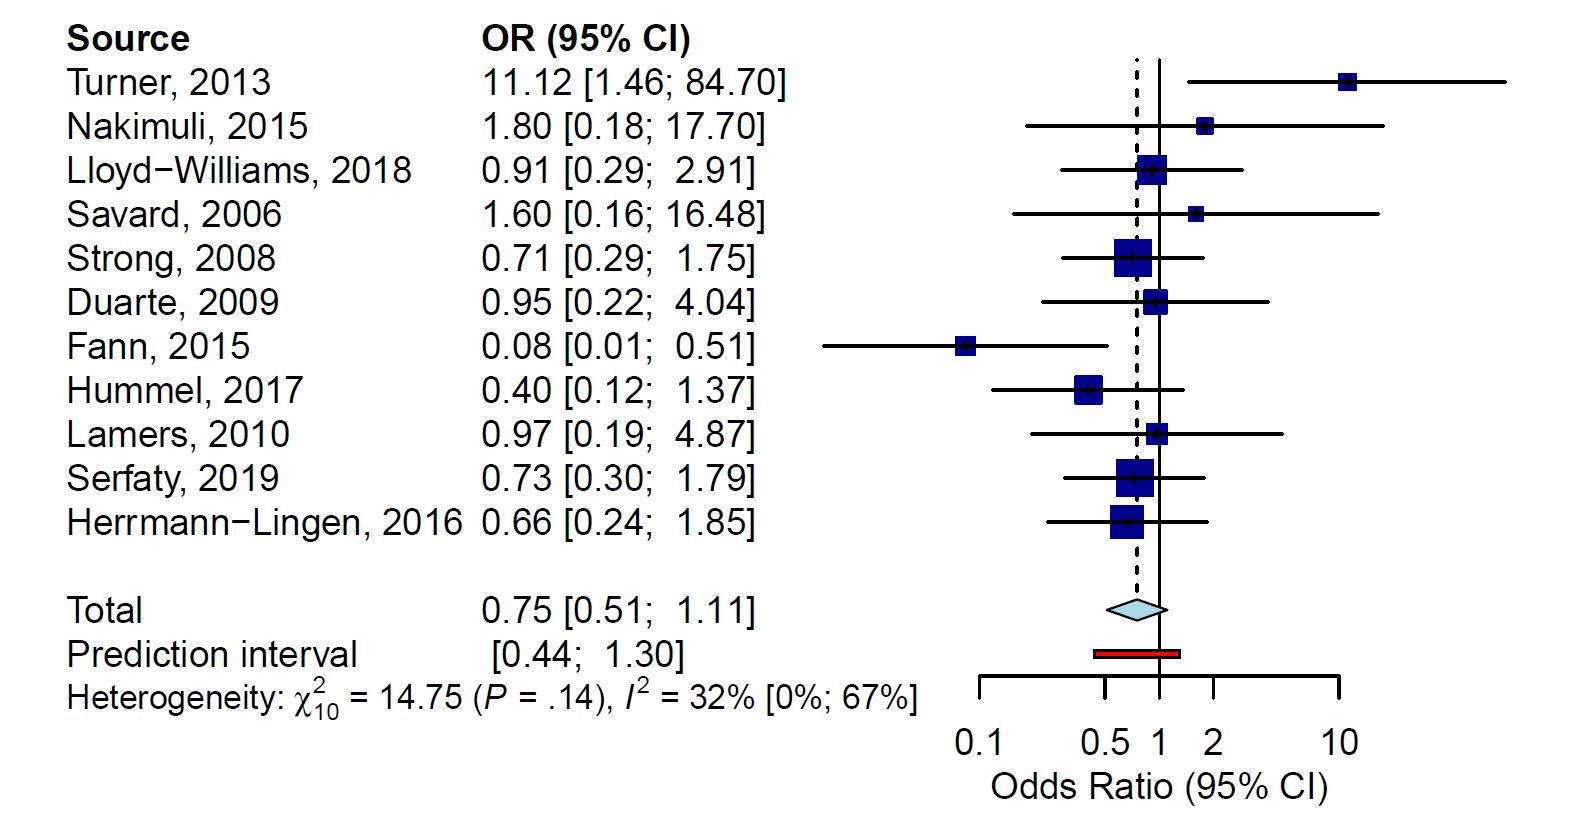 Source OR (95% CI)
Turner, 2013 11.12 [1.46; 84.70]
Nakimuli, 2015 1.80 [0.18; 17.70]
Lloyd−Williams, 2018 0.91 [0.29; 2.91]
Savard, 2006 1.60 [0.16; 16.48]
Strong, 2008 0.71 [0.29; 1.75]
Duarte, 2009 0.95 [0.22; 4.04]
Fann, 2015 0.08 [0.01; 0.51]
Hummel, 2017 0.40 [0.12; 1.37]
Lamers, 2010 0.97 [0.19; 4.87]
Serfaty, 2019 0.73 [0.30; 1.79]
Herrmann−Lingen, 2016 0.66 [0.24; 1.85]
Total 0.75 [0.51; 1.11]
Prediction interval [0.44; 1.30]
Heterogeneity: χ²₁₀ = 14.75 (P = .14), I² = 32% [0%; 67%]
0.1 0.5 1 2 10
Odds Ratio (95% CI)